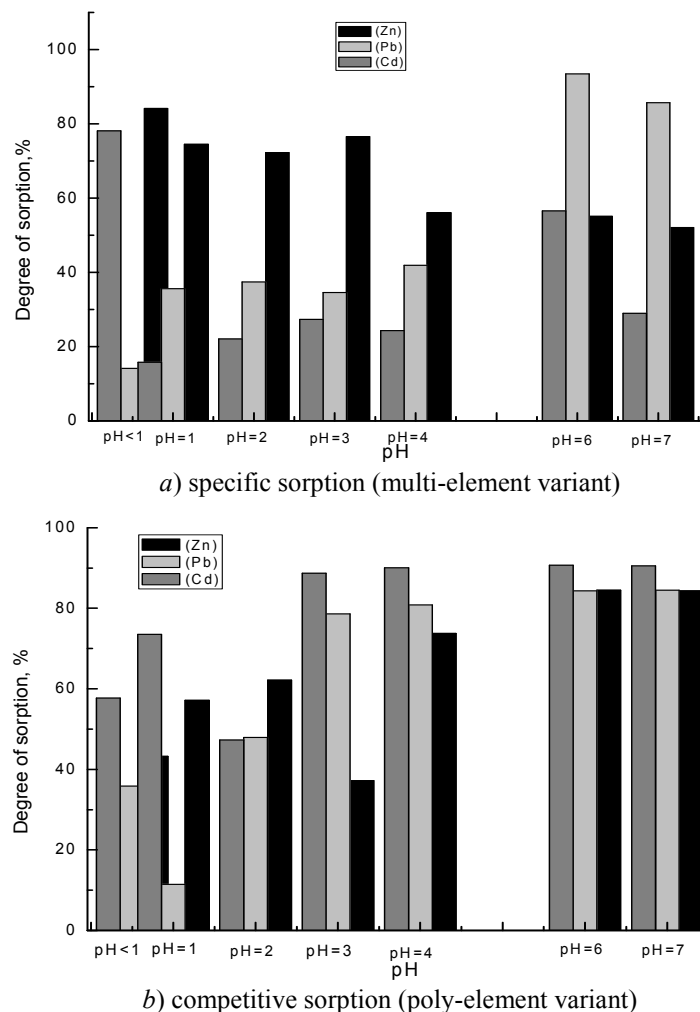 (Zn)
(Pb)
(Cd)
100
80
60
40
20
0
Degree of sorption,%
pH<1
pH=1
pH=2
pH=3
pH=4
pH=6
pH=7
pH
a) specific sorption (multi-element variant)
(Zn)
(Pb)
(Cd)
100
80
60
40
20
0
Degree of sorption, %
pH<1
pH=1
pH=2
pH=3
pH=4
pH=6
pH=7
pH
b) competitive sorption (poly-element variant)